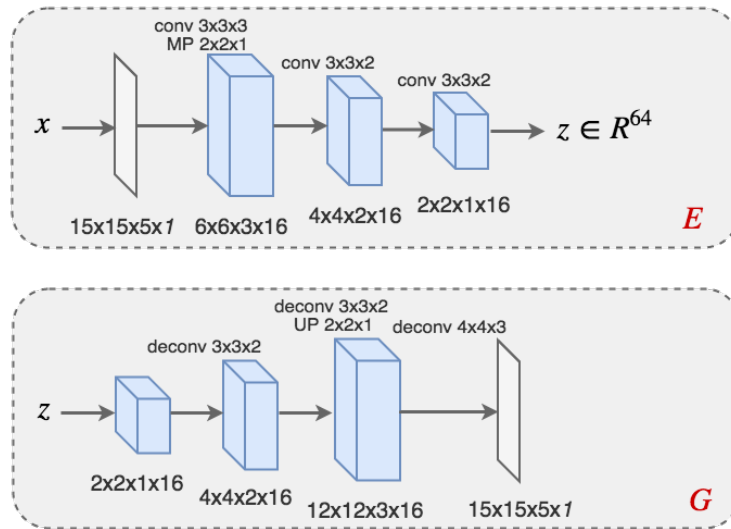 conv 3x3x3
MP 2x2x1
conv 3x3x2
conv 3x3x2
x
z ∈ R^64
15x15x5x1
6x6x3x16
4x4x2x16
2x2x1x16
E
deconv 3x3x2
UP 2x2x1
deconv 4x4x3
deconv 3x3x2
z
2x2x1x16
4x4x2x16
12x12x3x16
15x15x5x1
G